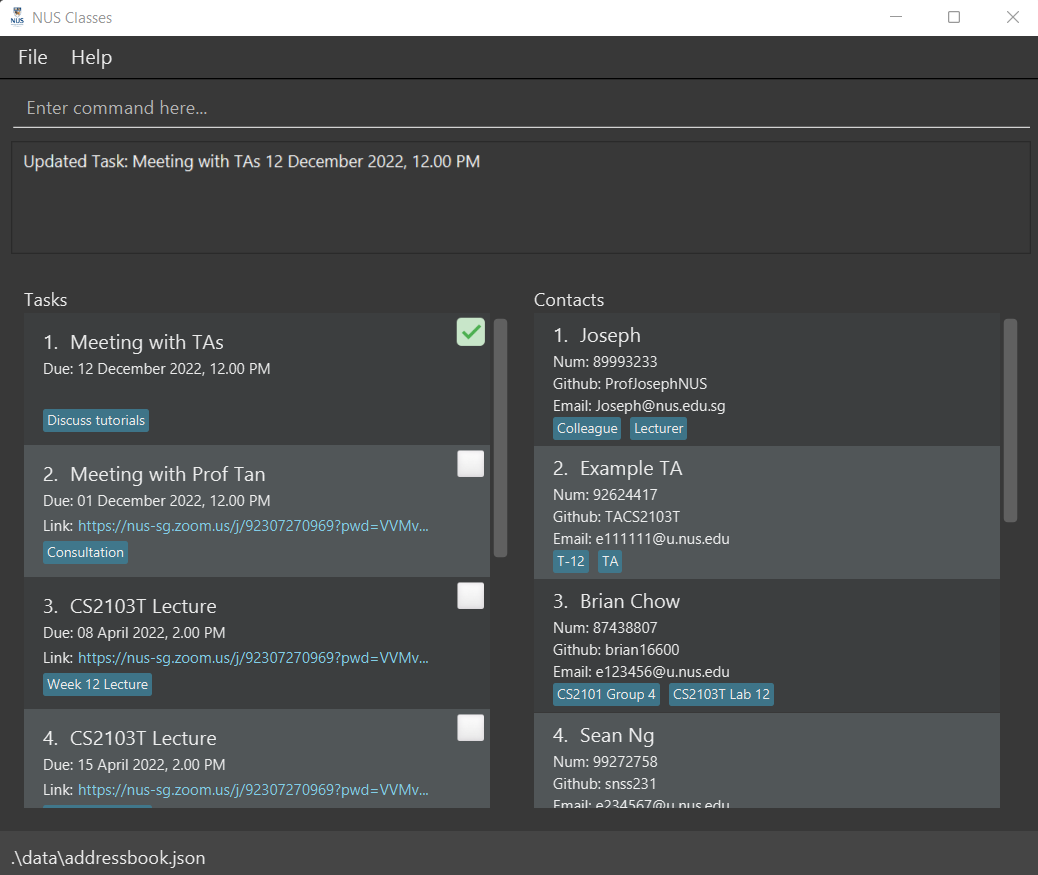 NUS
NUS Classes
File Help
Enter command here...
Updated Task: Meeting with TAs 12 December 2022, 12.00 PM
Tasks
1. Meeting with TAs
Due: 12 December 2022, 12.00 PM
Discuss tutorials
2. Meeting with Prof Tan
Due: 01 December 2022, 12.00 PM
Link: https://nus-sg.zoom.us/j/92307270969?pwd=VVMv...
Consultation
3. CS2103T Lecture
Due: 08 April 2022, 2.00 PM
Link: https://nus-sg.zoom.us/j/92307270969?pwd=VVMv...
Week 12 Lecture
4. CS2103T Lecture
Due: 15 April 2022, 2.00 PM
Link: https://nus-sg.zoom.us/j/92307270969?pwd=VVMv...
Contacts
1. Joseph
Num: 89993233
Github: ProfJosephNUS
Email: Joseph@nus.edu.sg
Colleague Lecturer
2. Example TA
Num: 92624417
Github: TACS2103T
Email: e111111@u.nus.edu
T-12 TA
3. Brian Chow
Num: 87438807
Github: brian16600
Email: e123456@u.nus.edu
CS2101 Group 4 CS2103T Lab 12
4. Sean Ng
Num: 99272758
Github: snss231
Email: e234567@u.nus.edu
.\data\addressbook.json